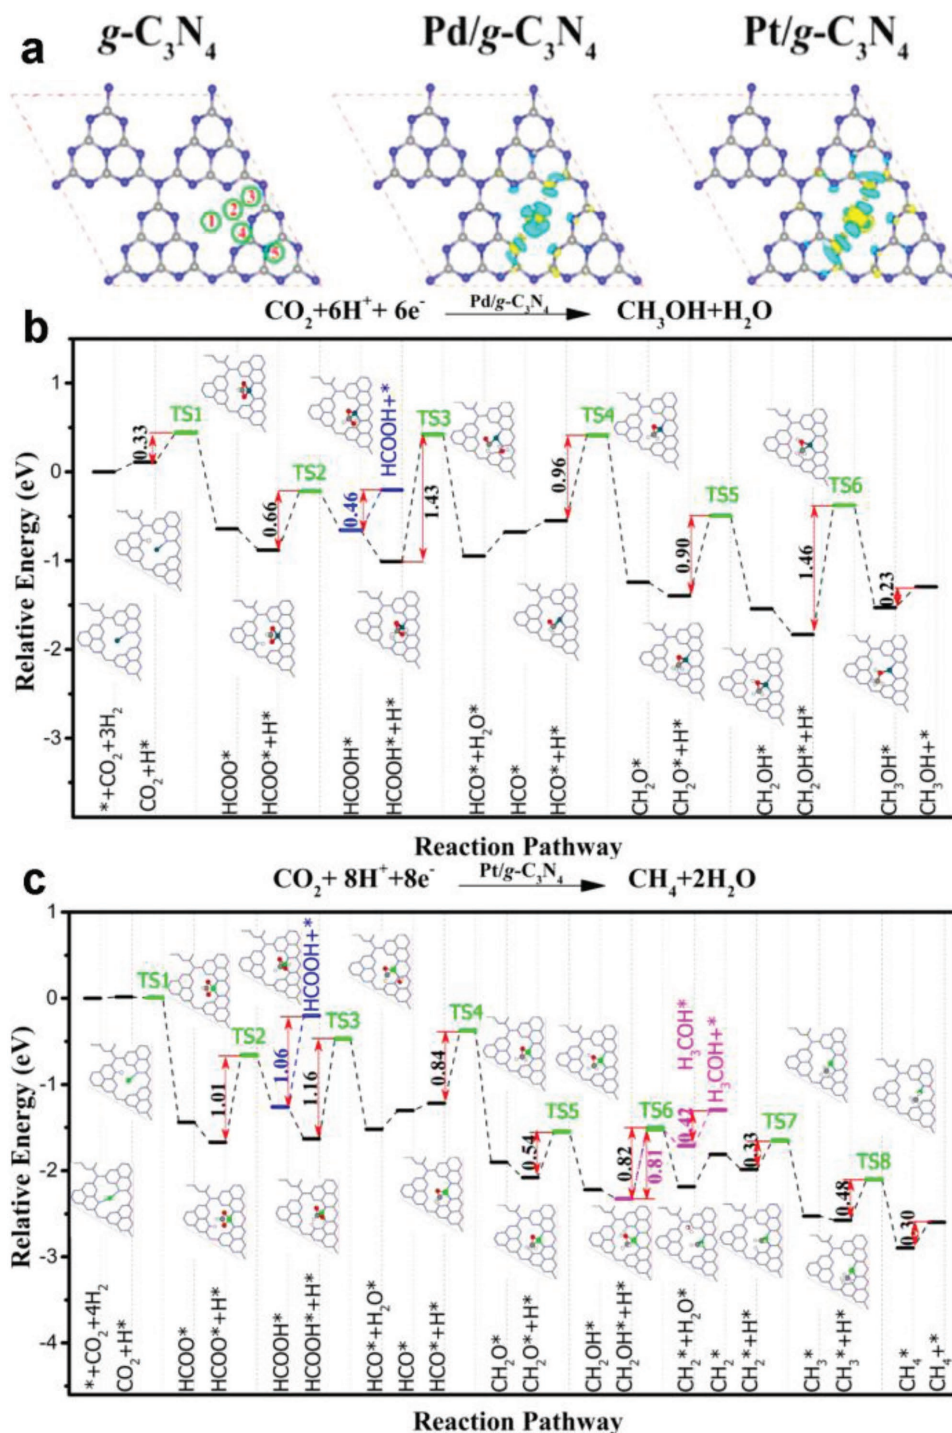 a
g-C₃N₄
Pd/g-C₃N₄
Pt/g-C₃N₄
1
2
3
4
5
b
CO₂+6H⁺+ 6e⁻
Pd/g-C₃N₄
CH₃OH+H₂O
Relative Energy (eV)
1
0
-1
-2
-3
0.33
TS1
0.66
TS2
0.46
HCOOH+*
1.43
TS3
0.96
TS4
0.90
TS5
1.46
TS6
0.23
*+CO₂+3H₂
CO₂+H*
HCOO*
HCOO*+H*
HCOOH*
HCOOH*+H*
HCO*+H₂O*
HCO*
HCO*+H*
CH₂O*
CH₂O*+H*
CH₂OH*
CH₂OH*+H*
CH₃OH*
CH₃OH+*
Reaction Pathway
c
CO₂+ 8H⁺+8e⁻
Pt/g-C₃N₄
CH₄+2H₂O
Relative Energy (eV)
1
0
-1
-2
-3
-4
TS1
1.01
TS2
1.06
HCOOH+*
1.16
TS3
0.84
TS4
0.54
TS5
0.82
0.81
TS6
0.42
H₃COH*
H₃COH+*
0.33
TS7
0.48
TS8
0.30
*+CO₂+4H₂
CO₂+H*
HCOO*
HCOO*+H*
HCOOH*
HCOOH*+H*
HCO*+H₂O*
HCO*
HCO*+H*
CH₂O*
CH₂O*+H*
CH₂OH*
CH₂OH*+H*
CH₂*+H₂O*
CH₂*
CH₂*+H*
CH₃*
CH₃*+H*
CH₄*
CH₄+*
Reaction Pathway